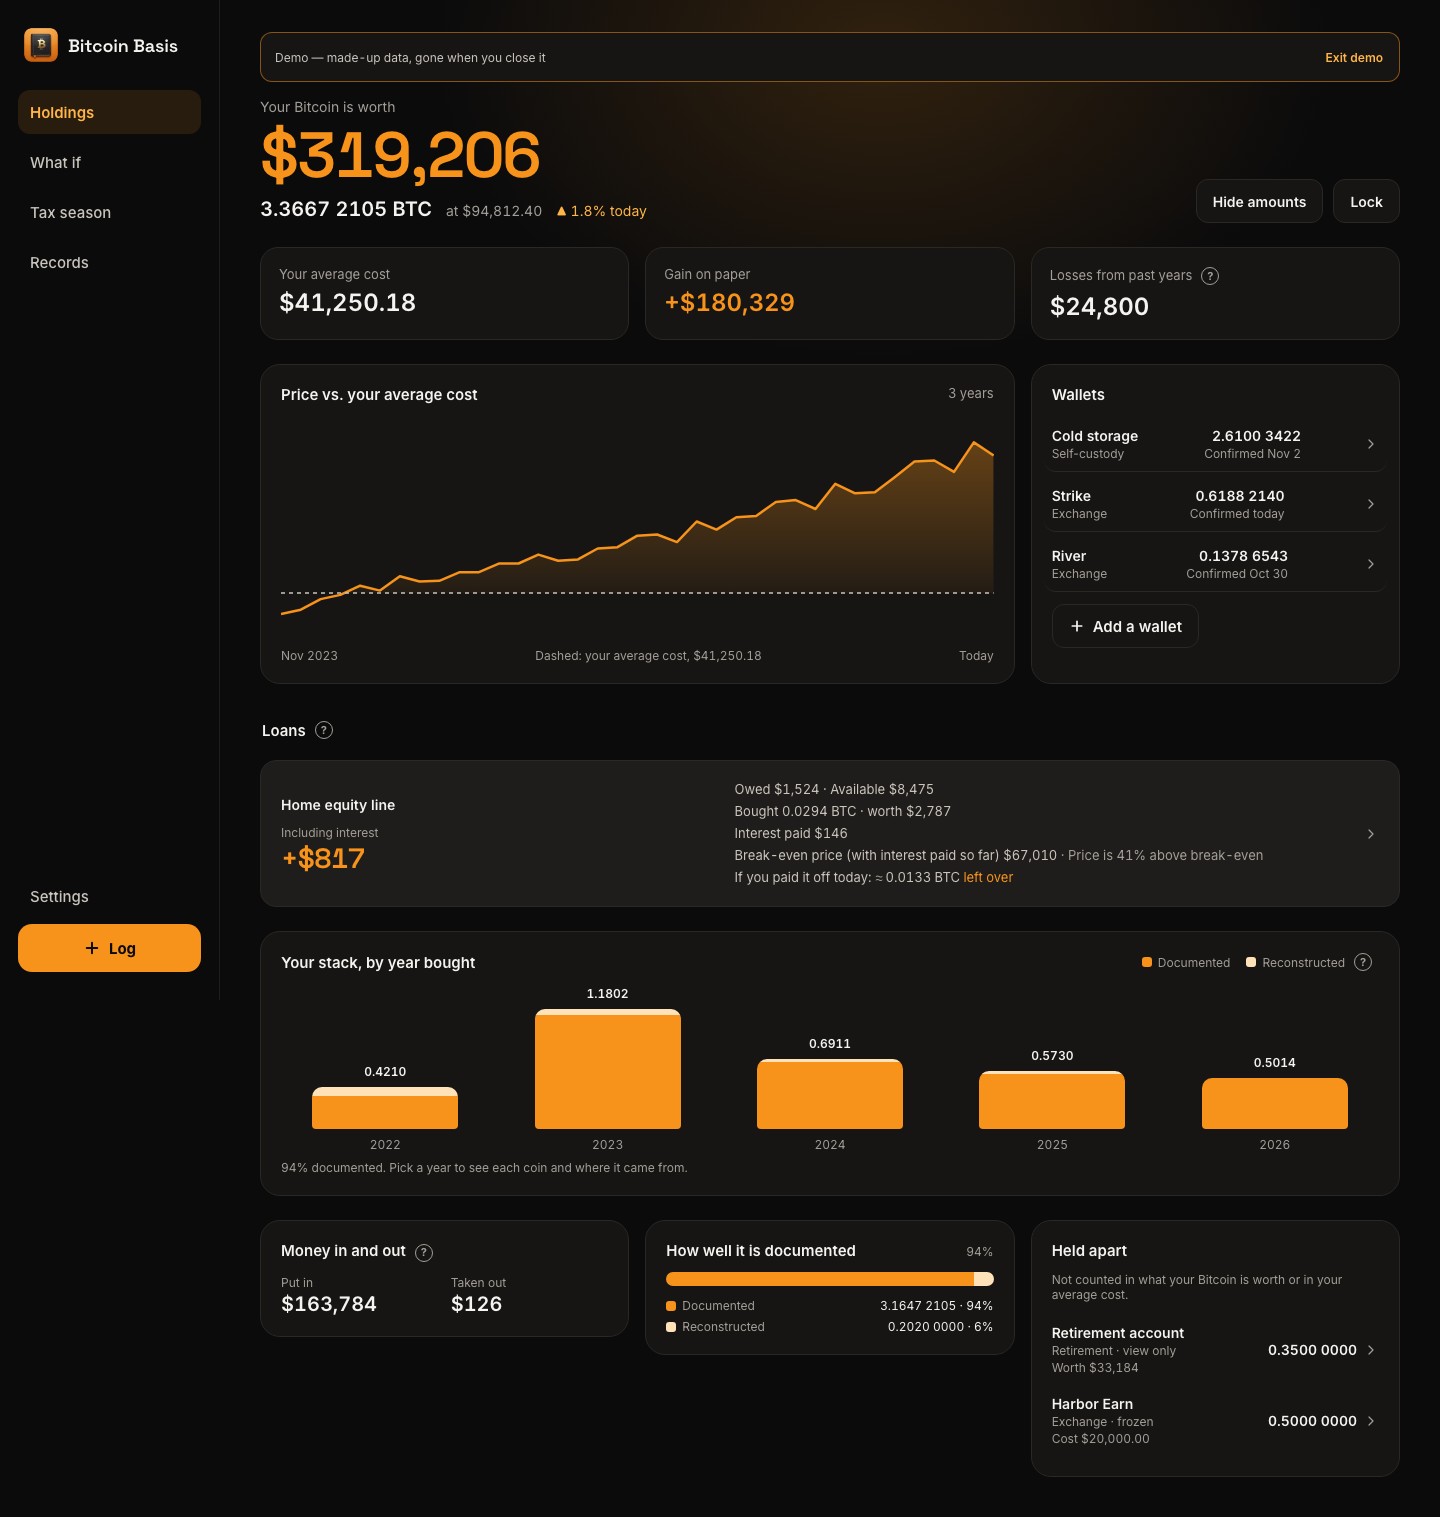 Bitcoin Basis
Holdings
What if
Tax season
Records
Settings
+ Log
Demo — made-up data, gone when you close it
Exit demo
Your Bitcoin is worth
$319,206
3.3667 2105 BTC at $94,812.40 ▲ 1.8% today
Hide amounts
Lock
Your average cost
$41,250.18
Gain on paper
+$180,329
Losses from past years ?
$24,800
Price vs. your average cost
3 years
Nov 2023
Dashed: your average cost, $41,250.18
Today
Wallets
Cold storage 2.6100 3422
Self-custody Confirmed Nov 2
Strike 0.6188 2140
Exchange Confirmed today
River 0.1378 6543
Exchange Confirmed Oct 30
+ Add a wallet
Loans ?
Home equity line
Including interest
+$817
Owed $1,524 · Available $8,475
Bought 0.0294 BTC · worth $2,787
Interest paid $146
Break-even price (with interest paid so far) $67,010 · Price is 41% above break-even
If you paid it off today: ≈ 0.0133 BTC left over
Your stack, by year bought
Documented Reconstructed ?
0.4210
1.1802
0.6911
0.5730
0.5014
2022 2023 2024 2025 2026
94% documented. Pick a year to see each coin and where it came from.
Money in and out ?
Put in Taken out
$163,784 $126
How well it is documented 94%
Documented 3.1647 2105 · 94%
Reconstructed 0.2020 0000 · 6%
Held apart
Not counted in what your Bitcoin is worth or in your
average cost.
Retirement account
Retirement · view only
Worth $33,184
0.3500 0000
Harbor Earn
Exchange · frozen
Cost $20,000.00
0.5000 0000